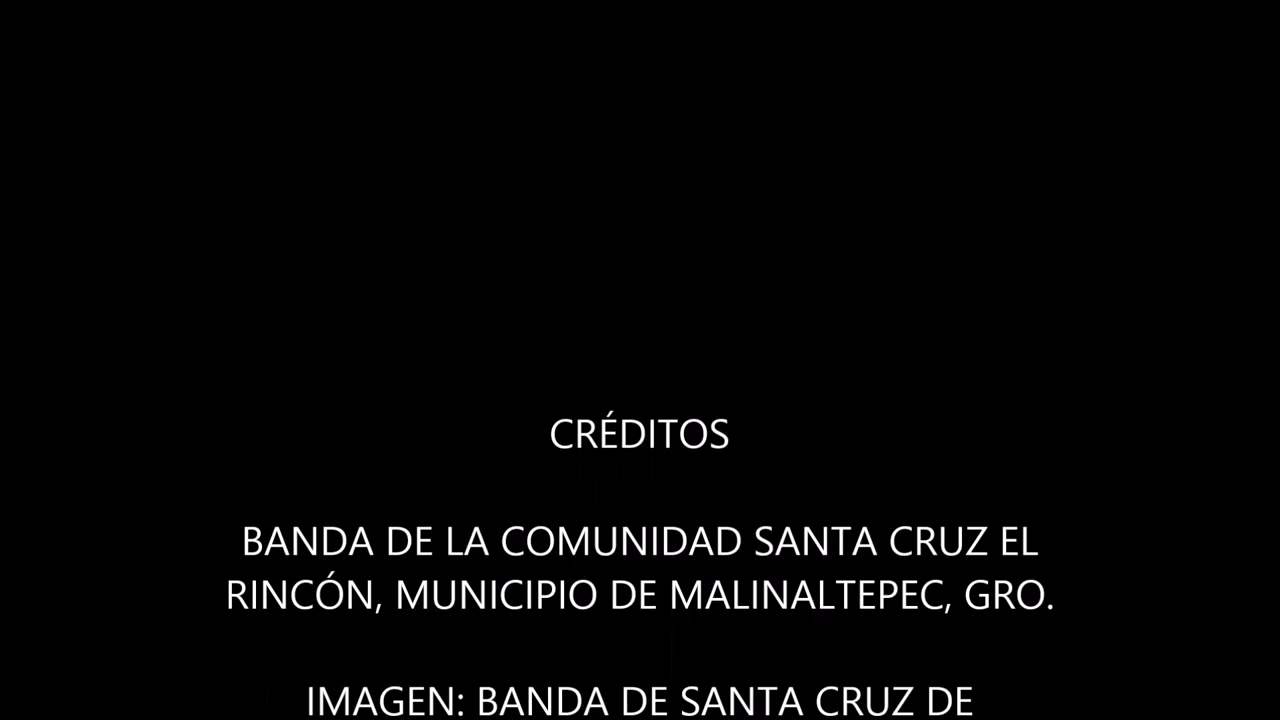 CRÉDITOS
BANDA DE LA COMUNIDAD SANTA CRUZ EL
RINCÓN, MUNICIPIO DE MALINALTEPEC, GRO.
IMAGEN: BANDA DE SANTA CRUZ DE